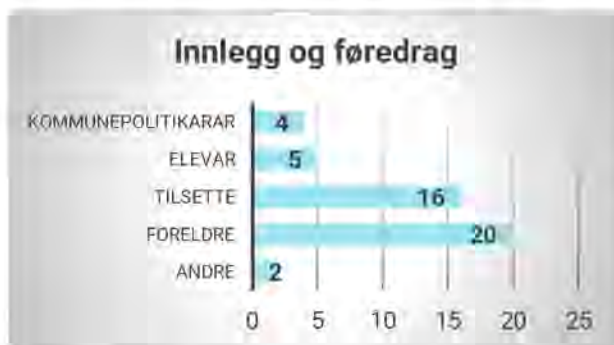 Innlegg og føredrag
KOMMUNEPOLITIKARAR 4
ELEVAR 5
TILSETTE 16
FORELDRE 20
ANDRE 2
0 5 10 15 20 25